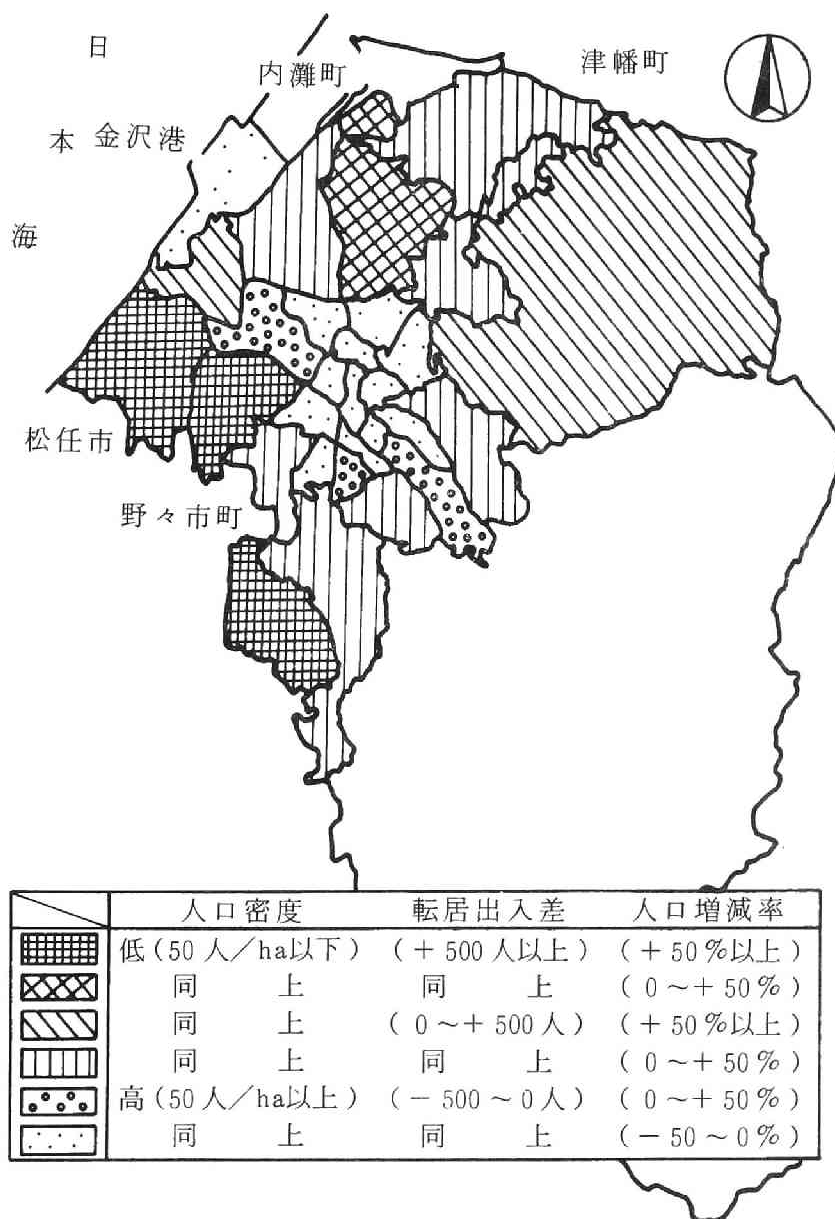 日
本
海
内灘町
津幡町
金沢港
松任市
野々市町
人口密度 転居出入差 人口増減率
低(50人/ha以下) (+500人以上) (+50%以上)
同上 同上 (0~+50%)
同上 (0~+500人) (+50%以上)
同上 同上 (0~+50%)
高(50人/ha以上) (-500~0人) (0~+50%)
同上 同上 (-50~0%)